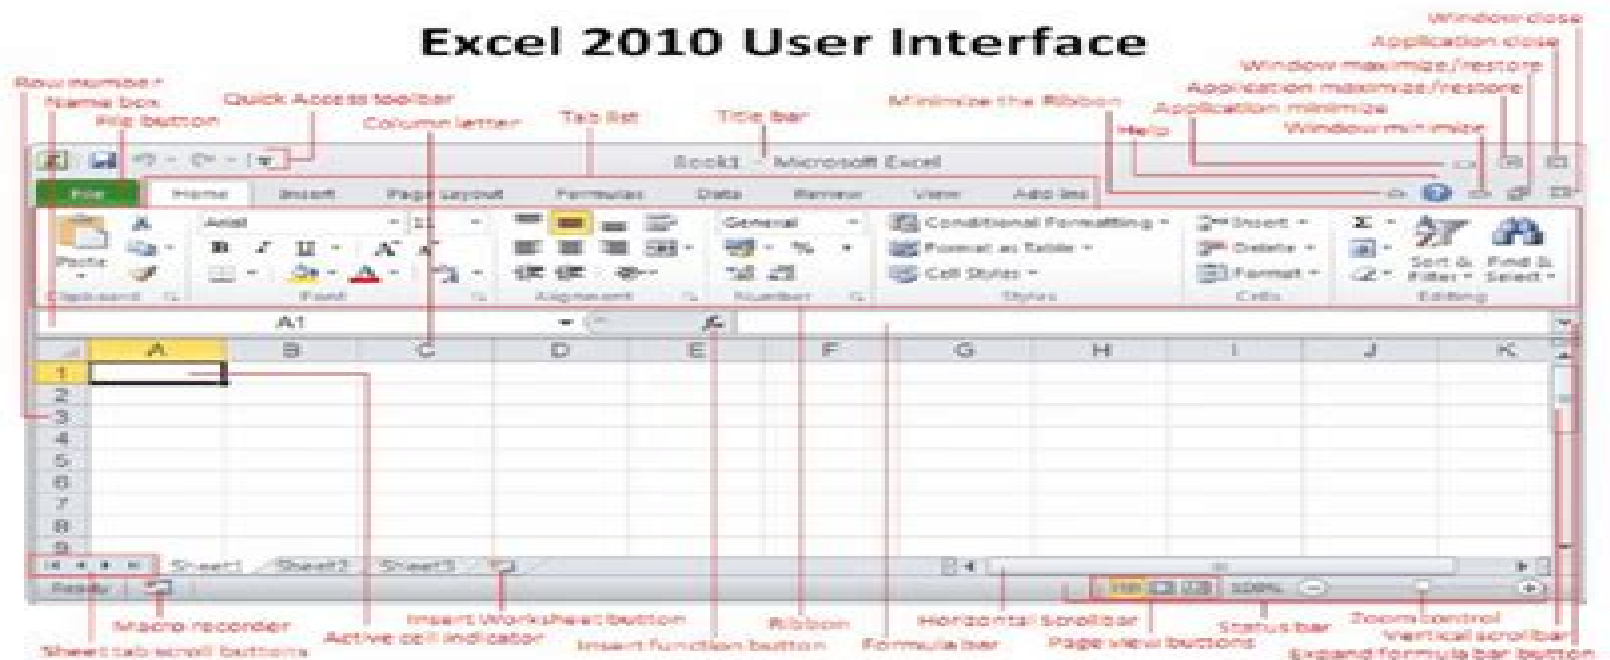 Excel 2010 User Interface
Window close
Application close
Window maximize/restore
Application maximize/restore
Row number
Name box
Quick Access toolbar
Minimize the Ribbon
Application minimize
File button
Column letter
Tab list
Title bar
Help
Window minimize
Book1 - Microsoft Excel
File Home Insert Page Layout Formulas Data Review View Add-Ins
Arial 11 General Conditional Formatting Insert Σ
Paste B I U A A % Format as Table Delete
A Cell Styles Format Sort & Filter Find & Select
Clipboard Font Alignment Number Styles Cells Editing
A1 fx
A B C D E F G H I J K
1
2
3
4
5
6
7
8
9
Sheet1 Sheet2 Sheet3
Ready 100%
Macro recorder
Active cell indicator
Insert Worksheet button
Ribbon
Horizontal Scrollbar
Status bar
Zoom control
Vertical scrollbar
Sheet tab scroll buttons
Insert function button
Formula bar
Page view buttons
Expand formula bar button